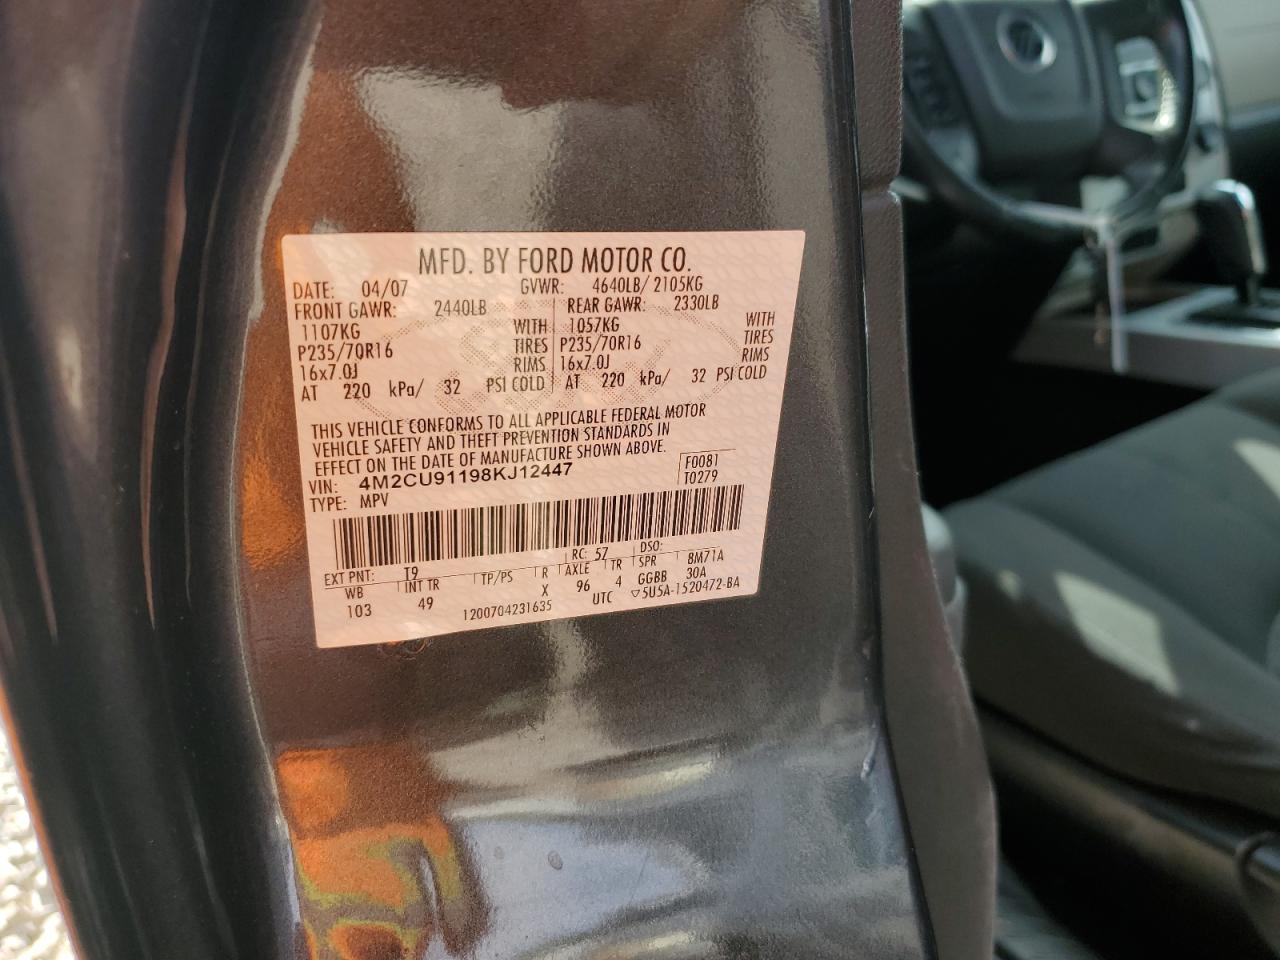 MFD. BY FORD MOTOR CO.
DATE: 04/07 GVWR: 4640LB/ 2105KG
FRONT GAWR: 2440LB REAR GAWR: 2330LB
1107KG WITH 1057KG WITH
P235/70R16 TIRES P235/70R16 TIRES
16x7.0J RIMS 16x7.0J RIMS
AT 220 kPa/ 32 PSI COLD AT 220 kPa/ 32 PSI COLD
THIS VEHICLE CONFORMS TO ALL APPLICABLE FEDERAL MOTOR
VEHICLE SAFETY AND THEFT PREVENTION STANDARDS IN
EFFECT ON THE DATE OF MANUFACTURE SHOWN ABOVE.
VIN: 4M2CU91198KJ12447 F0081
TYPE: MPV T0279
EXT PNT: T9 RC: 57 DSO:
WB INT TR TP/PS R AXLE TR SPR 8M71A
103 49 X 96 4 GGBB 30A
1200704231635 UTC ▽5U5A-1520472-BA